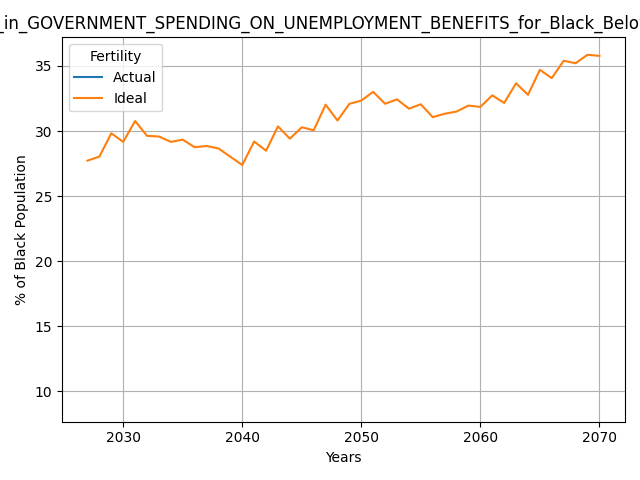 _in_GOVERNMENT_SPENDING_ON_UNEMPLOYMENT_BENEFITS_for_Black_Belo
Fertility
Actual
Ideal
% of Black Population
35
30
25
20
15
10
2030 2040 2050 2060 2070
Years